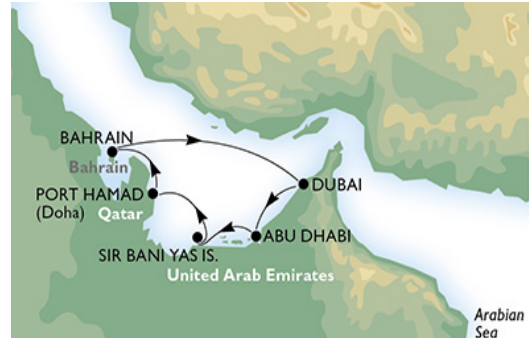 BAHRAIN
Bahrain
PORT HAMAD
(Doha) Qatar
DUBAI
ABU DHABI
SIR BANI YAS IS.
United Arab Emirates
Arabian
Sea